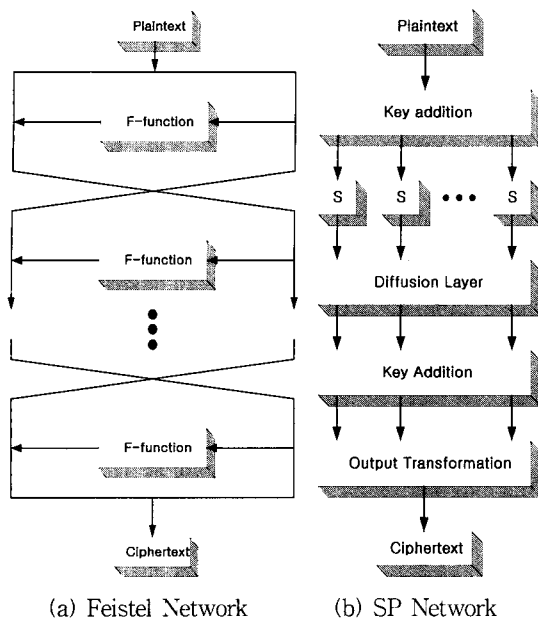 Plaintext
F-function
F-function
F-function
Ciphertext
(a) Feistel Network
Plaintext
Key addition
S S S
Diffusion Layer
Key Addition
Output Transformation
Ciphertext
(b) SP Network